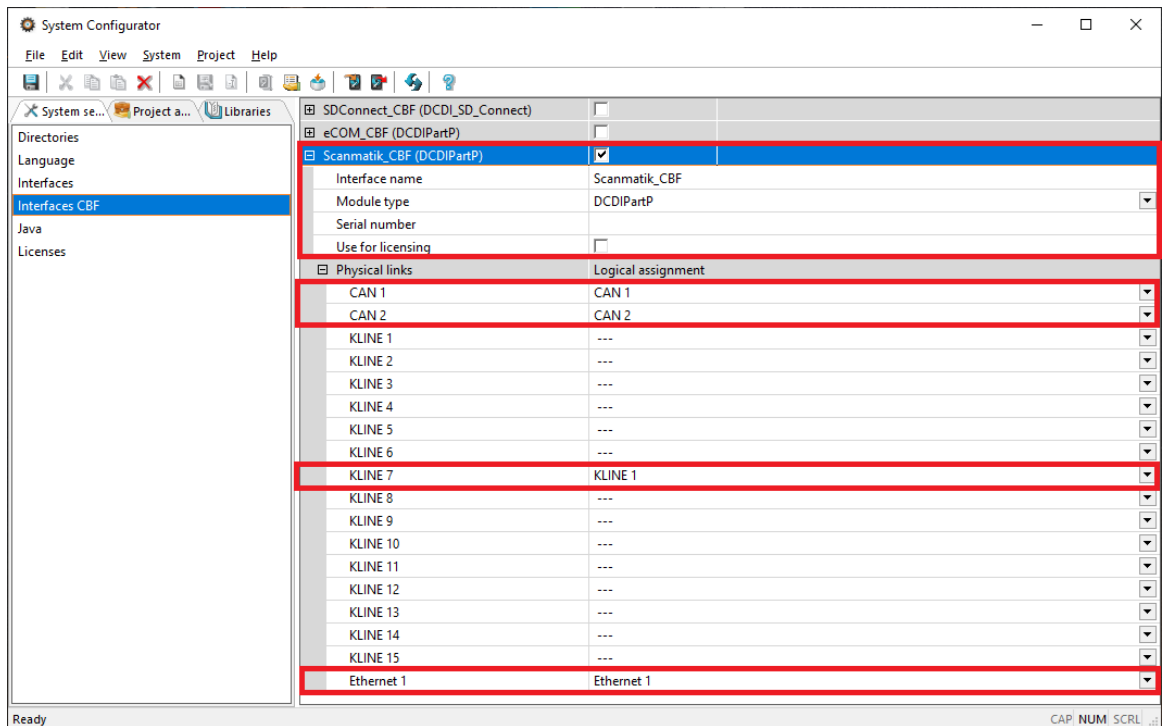 System Configurator
File Edit View System Project Help
System se... Project a... Libraries
Directories
Language
Interfaces
Interfaces CBF
Java
Licenses
SDConnect_CBF (DCDI_SD_Connect)
eCOM_CBF (DCDIPartP)
Scanmatik_CBF (DCDIPartP)
Interface name Scanmatik_CBF
Module type DCDIPartP
Serial number
Use for licensing
Physical links Logical assignment
CAN 1 CAN 1
CAN 2 CAN 2
KLINE 1 ---
KLINE 2 ---
KLINE 3 ---
KLINE 4 ---
KLINE 5 ---
KLINE 6 ---
KLINE 7 KLINE 1
KLINE 8 ---
KLINE 9 ---
KLINE 10 ---
KLINE 11 ---
KLINE 12 ---
KLINE 13 ---
KLINE 14 ---
KLINE 15 ---
Ethernet 1 Ethernet 1
Ready CAP NUM SCRL